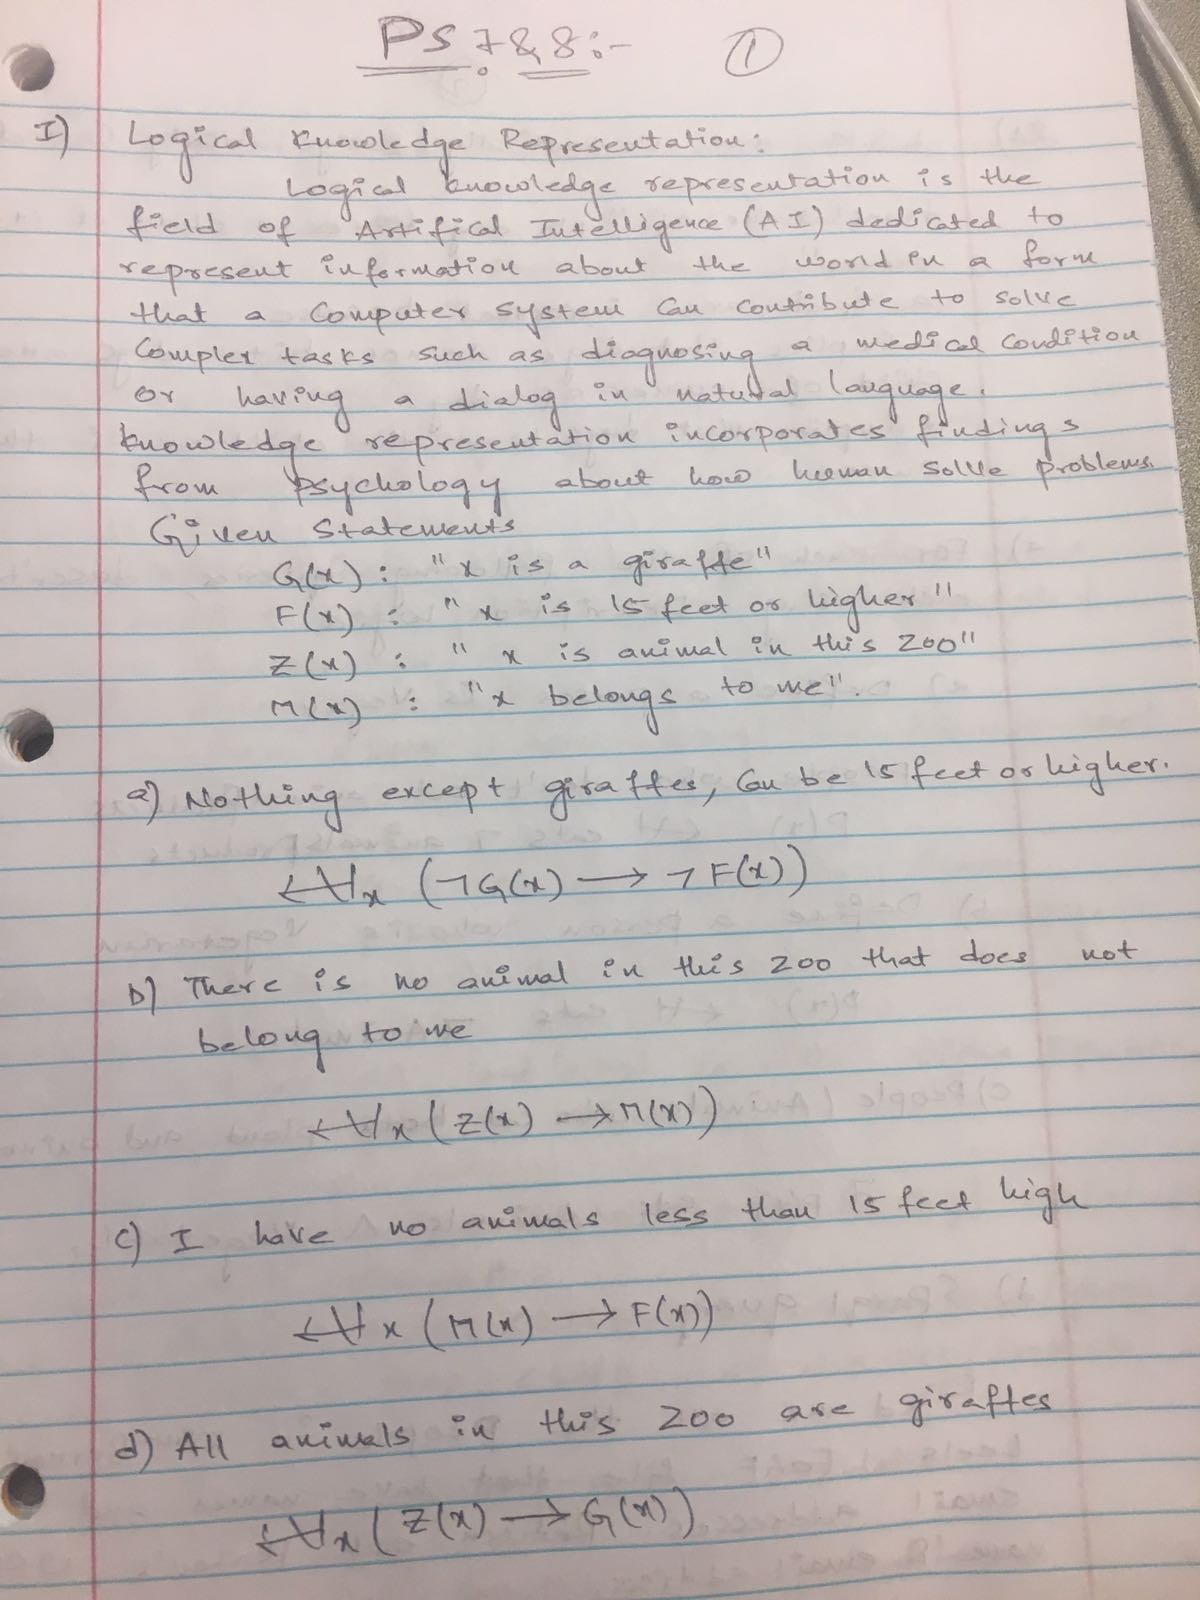 PS 7 & 8:- 1
I) Logical Knowledge Representation:
Logical knowledge representation is the
field of Artifical Intelligence (AI) dedicated to
represent information about the world in a form
that a Computer system can contribute to solve
Complex tasks such as diagnosing a medical condition
or having a dialog in natural language.
knowledge representation incorporates findings
from psychology about how human solve problems.
Given Statements
G(x) : "x is a giraffe"
F(x) : "x is 15 feet or higher"
Z(x) : "x is animal in this zoo"
M(x) : "x belongs to me".
a) Nothing except giraffes, Can be 15 feet or higher.
∀x (¬G(x) → ¬F(x))
b) There is no animal in this zoo that does not
belong to me
∀x (Z(x) → M(x))
c) I have no animals less than 15 feet high
∀x (M(x) → F(x))
d) All animals in this zoo are giraffes
∀x (Z(x) → G(x))